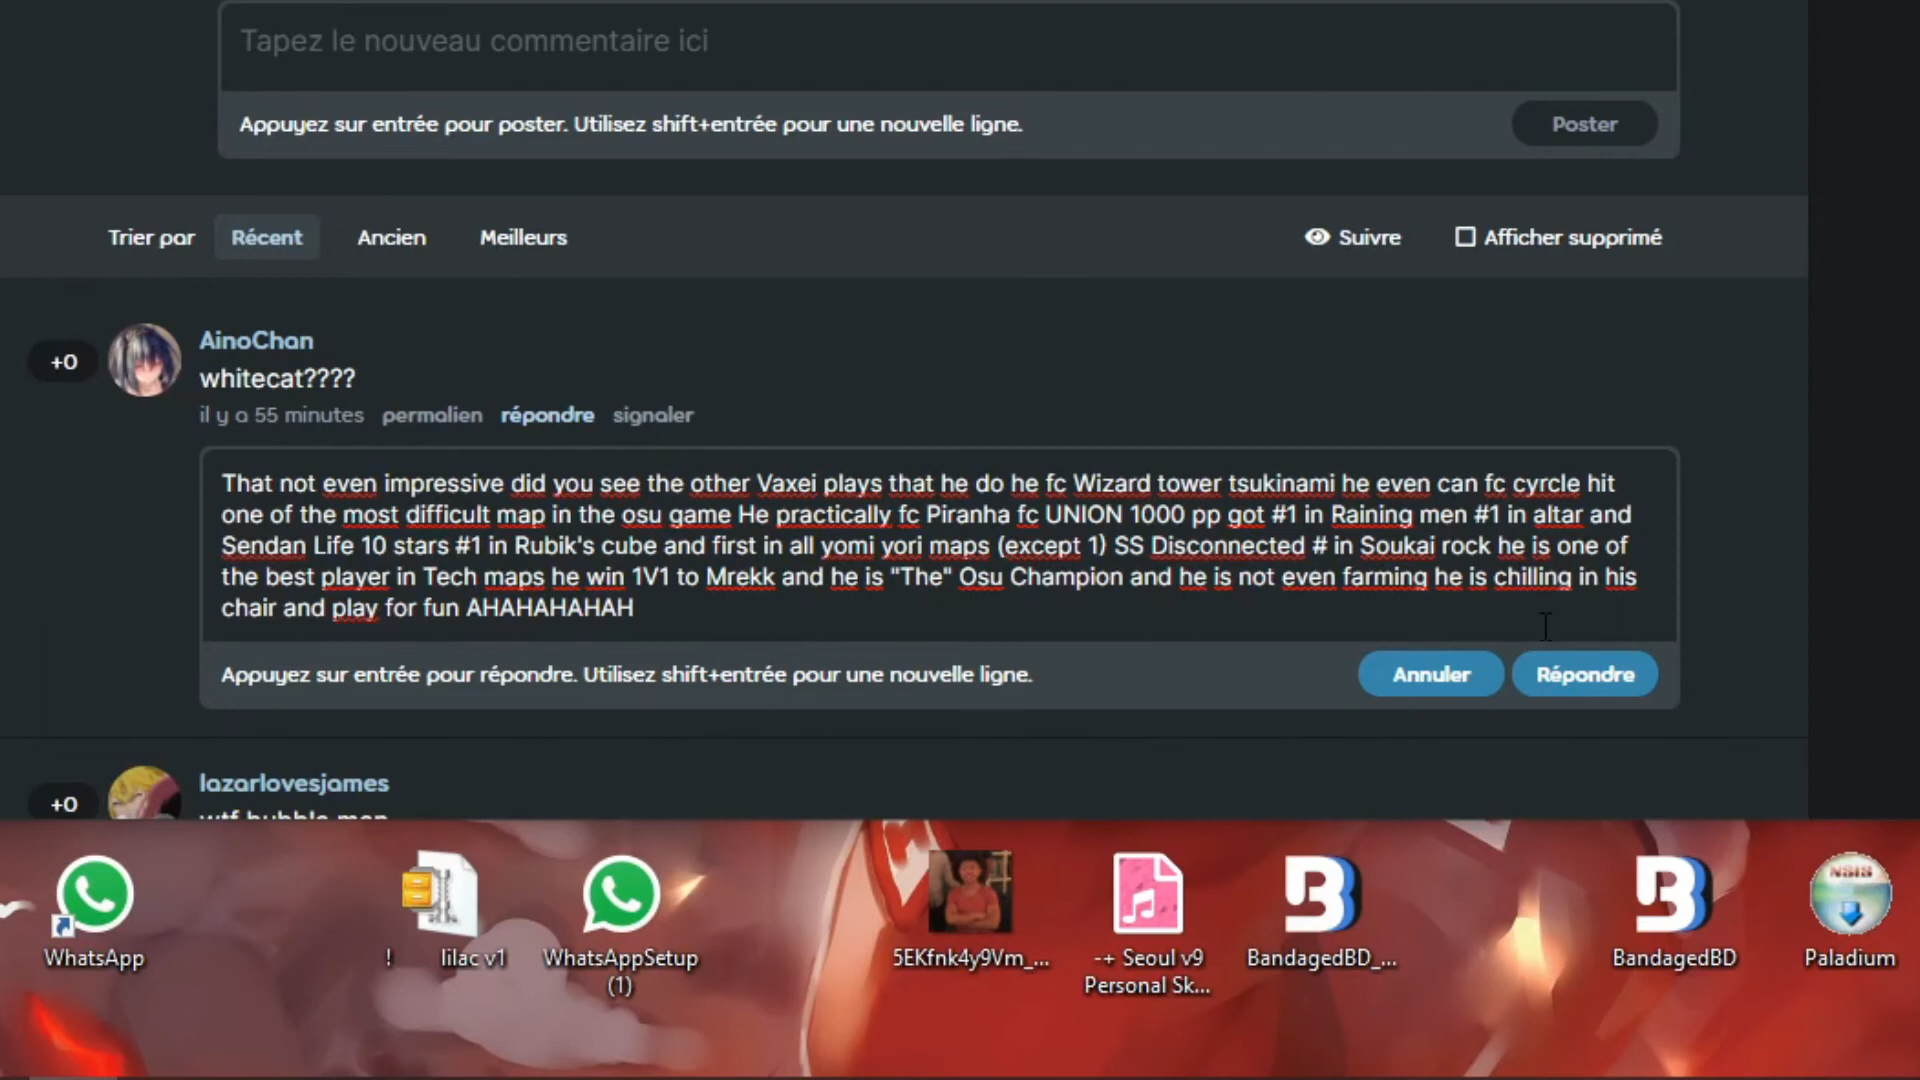 Tapez le nouveau commentaire ici
Appuyez sur entrée pour poster. Utilisez shift+entrée pour une nouvelle ligne.
Poster
Trier par Récent Ancien Meilleurs Suivre Afficher supprimé
+0
AinoChan
whitecat????
il y a 55 minutes permalien répondre signaler
That not even impressive did you see the other Vaxei plays that he do he fc Wizard tower tsukinami he even can fc cyrcle hit
one of the most difficult map in the osu game He practically fc Piranha fc UNION 1000 pp got #1 in Raining men #1 in altar and
Sendan Life 10 stars #1 in Rubik's cube and first in all yomi yori maps (except 1) SS Disconnected # in Soukai rock he is one of
the best player in Tech maps he win 1V1 to Mrekk and he is "The" Osu Champion and he is not even farming he is chilling in his
chair and play for fun AHAHAHAHAH
Appuyez sur entrée pour répondre. Utilisez shift+entrée pour une nouvelle ligne.
Annuler Répondre
+0
lazarlovesjames
WhatsApp
! lilac v1
WhatsAppSetup
(1)
5EKfnk4y9Vm_...
-+ Seoul v9
Personal Sk...
BandagedBD_...
BandagedBD
NSIS
Paladium